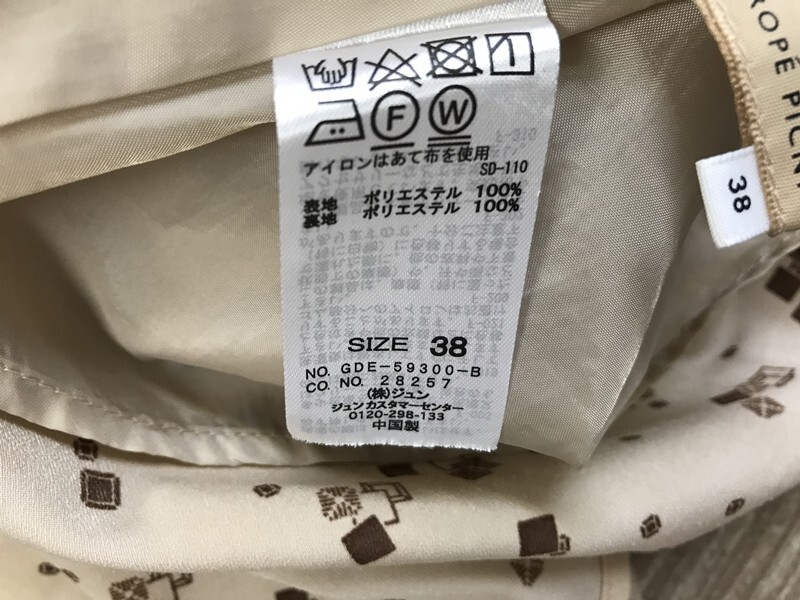 アイロンはあて布を使用
SD-110
表地 ポリエステル 100%
裏地 ポリエステル 100%
SIZE 38
NO. GDE-59300-B
CO. NO. 28257
(株)ジュン
ジュンカスタマーセンター
0120-298-133
中国製
F
W
38
ROPÉ PICN